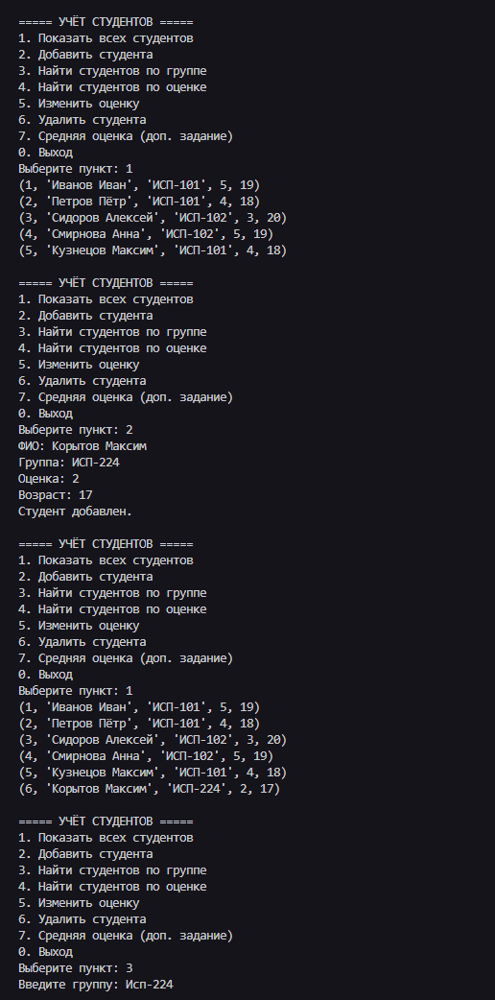 ===== УЧЁТ СТУДЕНТОВ =====
1. Показать всех студентов
2. Добавить студента
3. Найти студентов по группе
4. Найти студентов по оценке
5. Изменить оценку
6. Удалить студента
7. Средняя оценка (доп. задание)
0. Выход
Выберите пункт: 1
(1, 'Иванов Иван', 'ИСП-101', 5, 19)
(2, 'Петров Пётр', 'ИСП-101', 4, 18)
(3, 'Сидоров Алексей', 'ИСП-102', 3, 20)
(4, 'Смирнова Анна', 'ИСП-102', 5, 19)
(5, 'Кузнецов Максим', 'ИСП-101', 4, 18)

===== УЧЁТ СТУДЕНТОВ =====
1. Показать всех студентов
2. Добавить студента
3. Найти студентов по группе
4. Найти студентов по оценке
5. Изменить оценку
6. Удалить студента
7. Средняя оценка (доп. задание)
0. Выход
Выберите пункт: 2
ФИО: Корытов Максим
Группа: ИСП-224
Оценка: 2
Возраст: 17
Студент добавлен.

===== УЧЁТ СТУДЕНТОВ =====
1. Показать всех студентов
2. Добавить студента
3. Найти студентов по группе
4. Найти студентов по оценке
5. Изменить оценку
6. Удалить студента
7. Средняя оценка (доп. задание)
0. Выход
Выберите пункт: 1
(1, 'Иванов Иван', 'ИСП-101', 5, 19)
(2, 'Петров Пётр', 'ИСП-101', 4, 18)
(3, 'Сидоров Алексей', 'ИСП-102', 3, 20)
(4, 'Смирнова Анна', 'ИСП-102', 5, 19)
(5, 'Кузнецов Максим', 'ИСП-101', 4, 18)
(6, 'Корытов Максим', 'ИСП-224', 2, 17)

===== УЧЁТ СТУДЕНТОВ =====
1. Показать всех студентов
2. Добавить студента
3. Найти студентов по группе
4. Найти студентов по оценке
5. Изменить оценку
6. Удалить студента
7. Средняя оценка (доп. задание)
0. Выход
Выберите пункт: 3
Введите группу: Исп-224